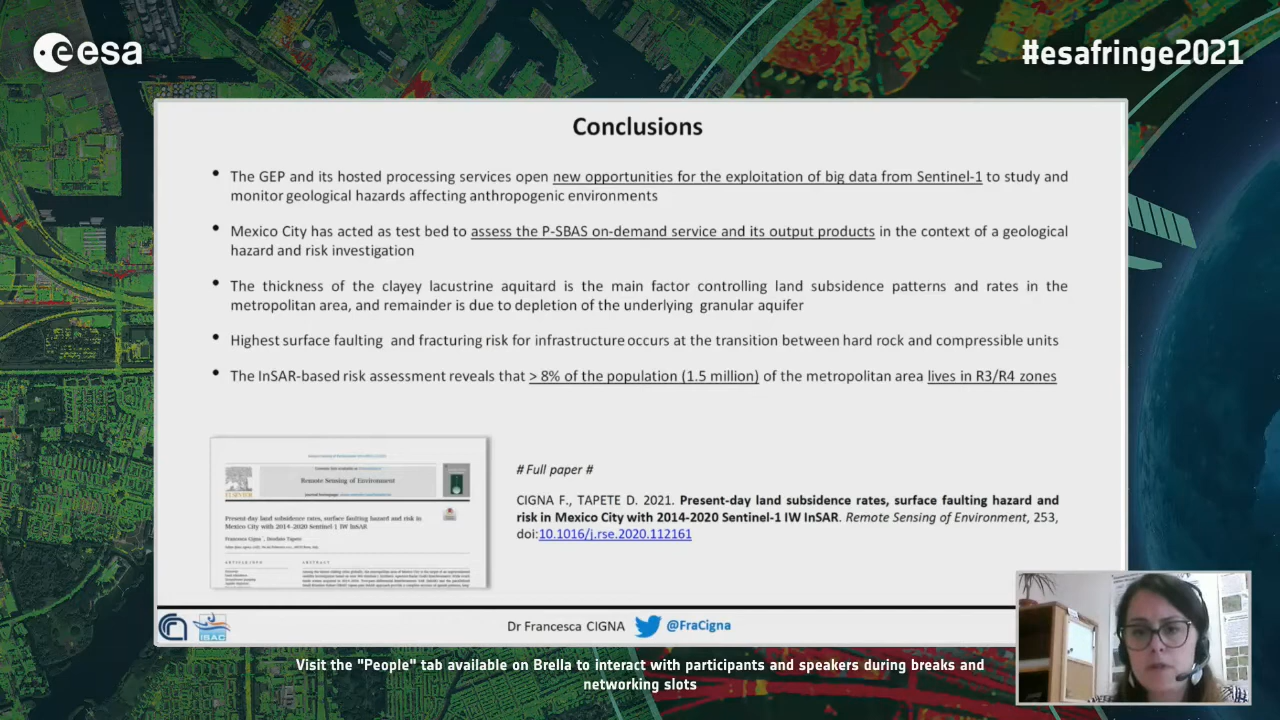 esa
#esafringe2021
Conclusions
• The GEP and its hosted processing services open new opportunities for the exploitation of big data from Sentinel-1 to study and
monitor geological hazards affecting anthropogenic environments
• Mexico City has acted as test bed to assess the P-SBAS on-demand service and its output products in the context of a geological
hazard and risk investigation
• The thickness of the clayey lacustrine aquitard is the main factor controlling land subsidence patterns and rates in the
metropolitan area, and remainder is due to depletion of the underlying granular aquifer
• Highest surface faulting and fracturing risk for infrastructure occurs at the transition between hard rock and compressible units
• The InSAR-based risk assessment reveals that > 8% of the population (1.5 million) of the metropolitan area lives in R3/R4 zones
Remote Sensing of Environment
ELSEVIER
Present-day land subsidence rates, surface faulting hazard and risk in
Mexico City with 2014–2020 Sentinel-1 IW InSAR
Francesca Cigna, Deodato Tapete
ABSTRACT
# Full paper #
CIGNA F., TAPETE D. 2021. Present-day land subsidence rates, surface faulting hazard and
risk in Mexico City with 2014-2020 Sentinel-1 IW InSAR. Remote Sensing of Environment, 253,
doi:10.1016/j.rse.2020.112161
ISAC
Dr Francesca CIGNA @FraCigna
Visit the "People" tab available on Brella to interact with participants and speakers during breaks and
networking slots